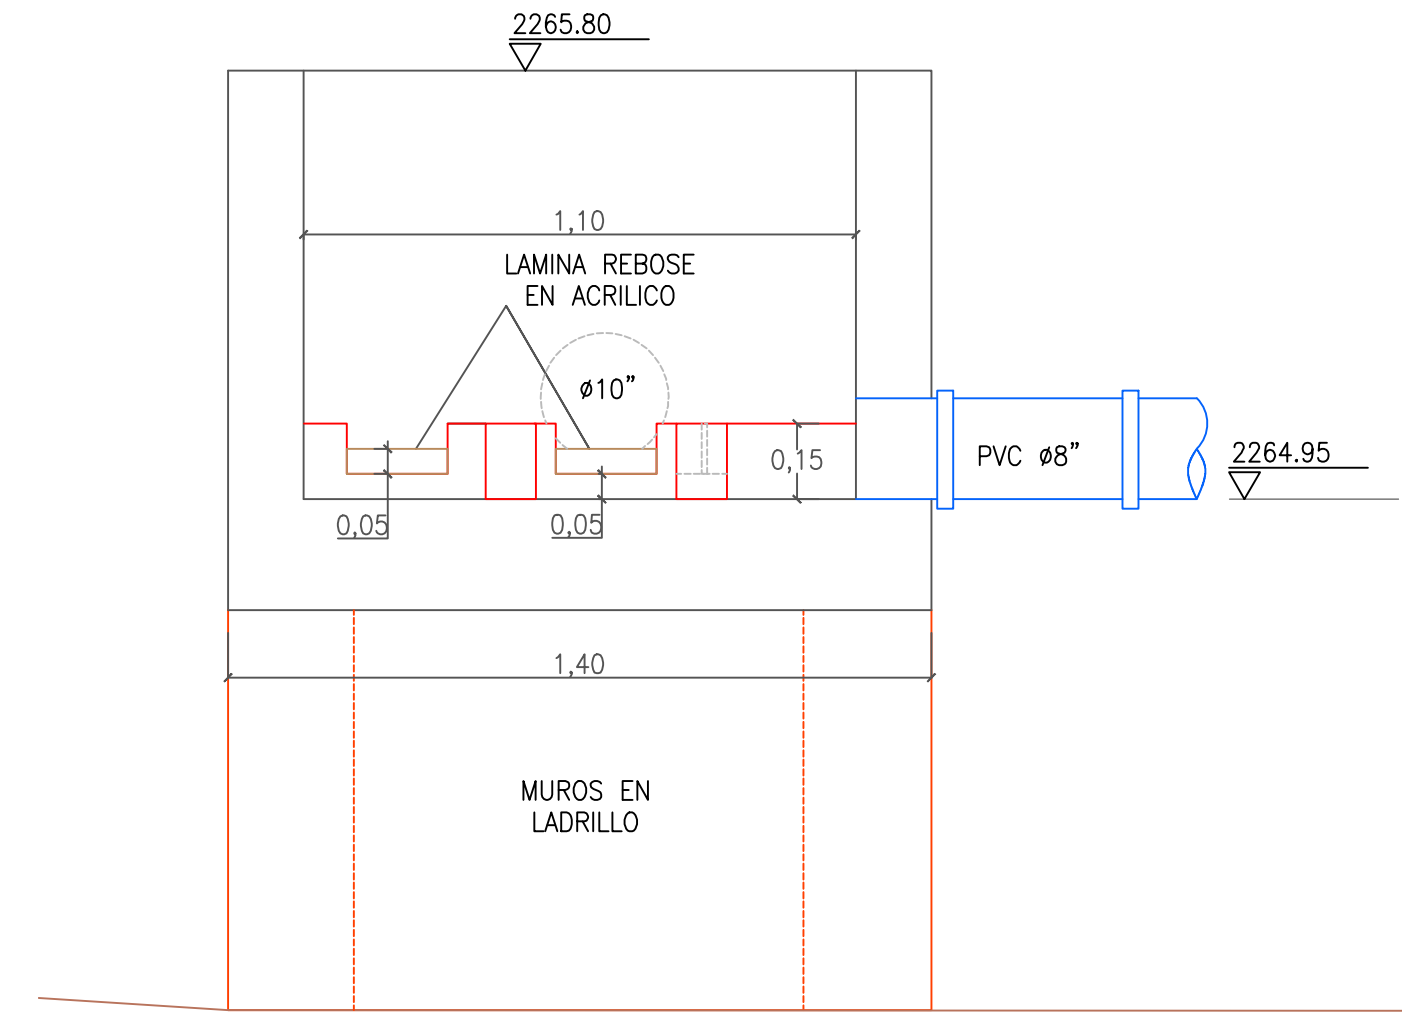 2265.80
1,10
LAMINA REBOSE
EN ACRILICO
ø10”
PVC ø8”
2264.95
0,15
0,05
0,05
1,40
MUROS EN
LADRILLO